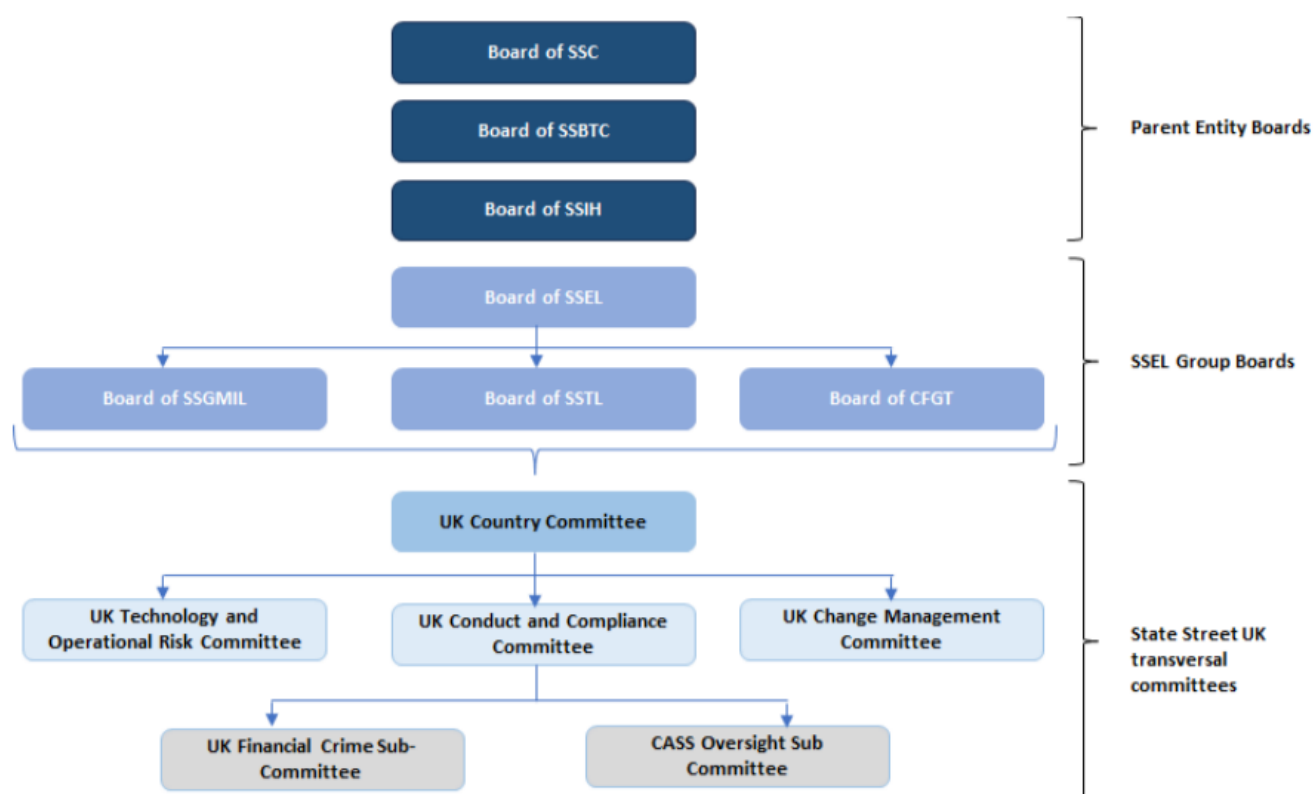 Board of SSC
Board of SSBTC
Parent Entity Boards
Board of SSIH
Board of SSEL
SSEL Group Boards
Board of SSGMIL
Board of SSTL
Board of CFGT
UK Country Committee
UK Technology and
Operational Risk Committee
UK Conduct and Compliance
Committee
UK Change Management
Committee
State Street UK
transversal
committees
UK Financial Crime Sub-
Committee
CASS Oversight Sub
Committee